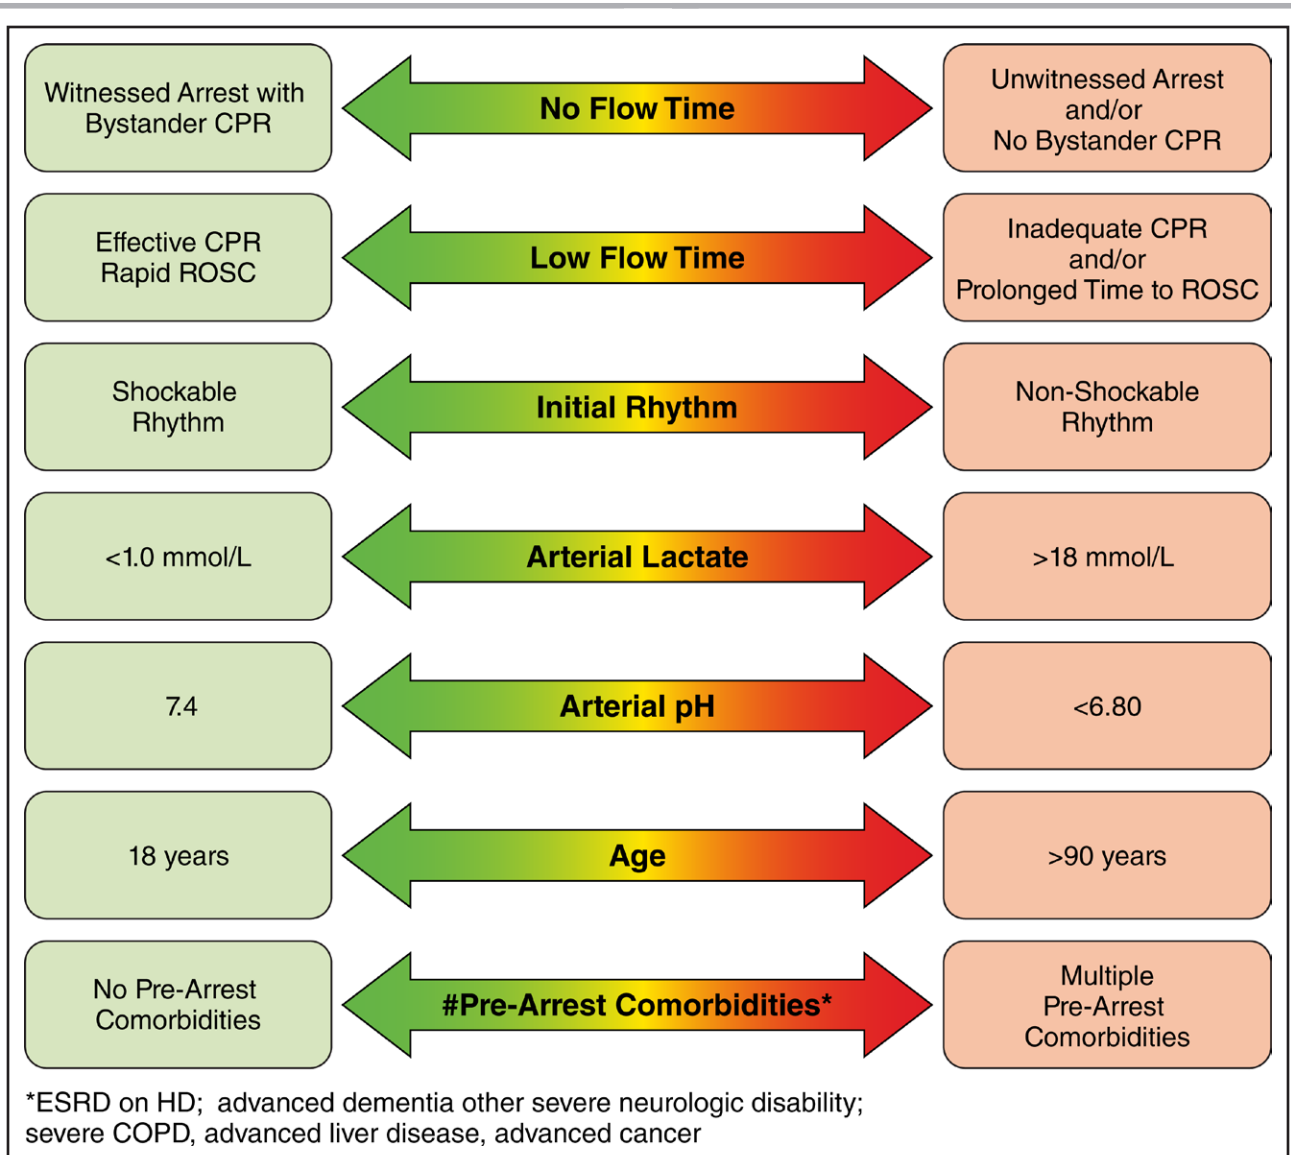 Witnessed Arrest with
Bystander CPR
No Flow Time
Unwitnessed Arrest
and/or
No Bystander CPR
Effective CPR
Rapid ROSC
Low Flow Time
Inadequate CPR
and/or
Prolonged Time to ROSC
Shockable
Rhythm
Initial Rhythm
Non-Shockable
Rhythm
<1.0 mmol/L
Arterial Lactate
>18 mmol/L
7.4
Arterial pH
<6.80
18 years
Age
>90 years
No Pre-Arrest
Comorbidities
#Pre-Arrest Comorbidities*
Multiple
Pre-Arrest
Comorbidities
*ESRD on HD; advanced dementia other severe neurologic disability;
severe COPD, advanced liver disease, advanced cancer